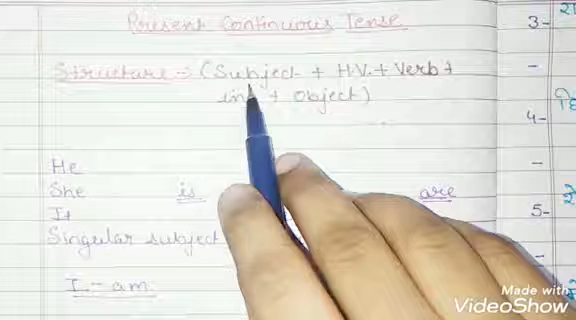 Present Continuous Tense
Structure :- (Subject + H.V. + Verb +
ing + Object)
He
She is are
It
Singular subject
I - am
3-
-
4-
-
5-
-
Made with
VideoShow